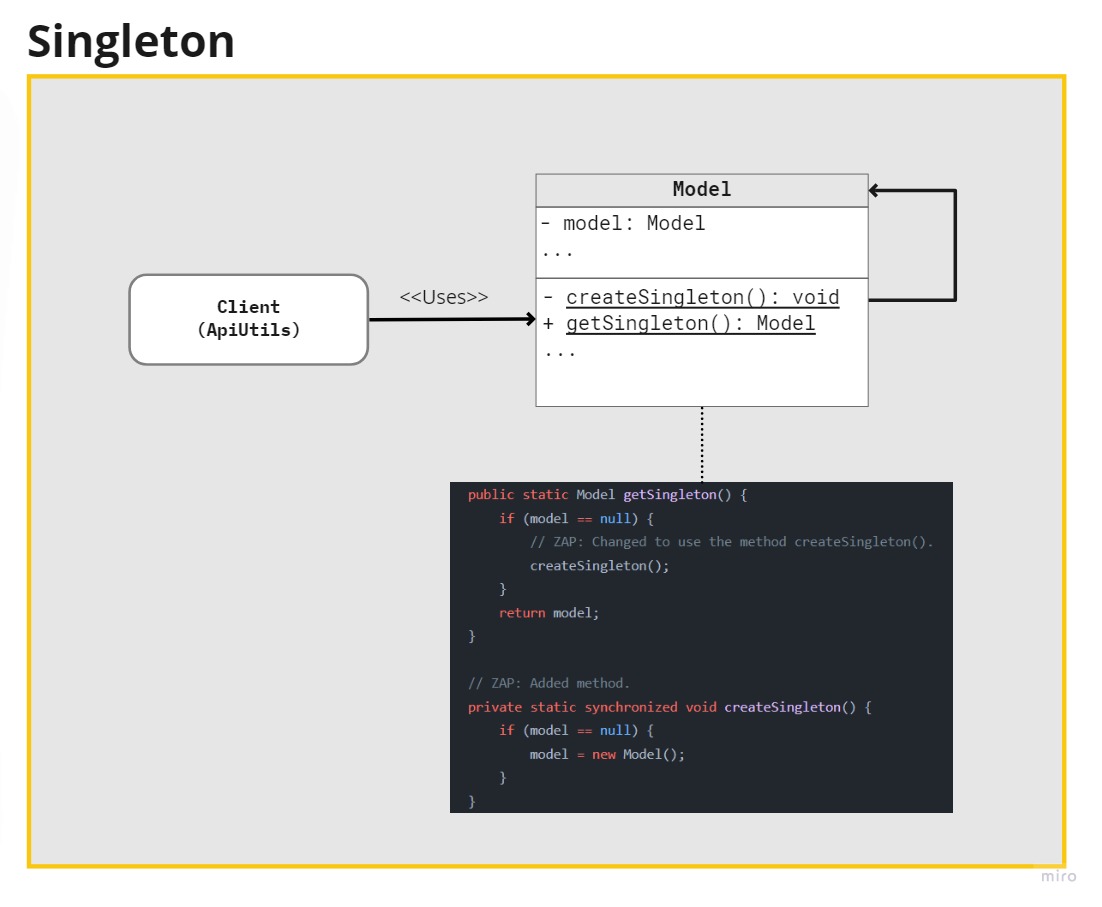 Singleton
Model
- model: Model
...
- createSingleton(): void
+ getSingleton(): Model
...
Client
(ApiUtils)
<<Uses>>
public static Model getSingleton() {
    if (model == null) {
        // ZAP: Changed to use the method createSingleton().
        createSingleton();
    }
    return model;
}

// ZAP: Added method.
private static synchronized void createSingleton() {
    if (model == null) {
        model = new Model();
    }
}
miro